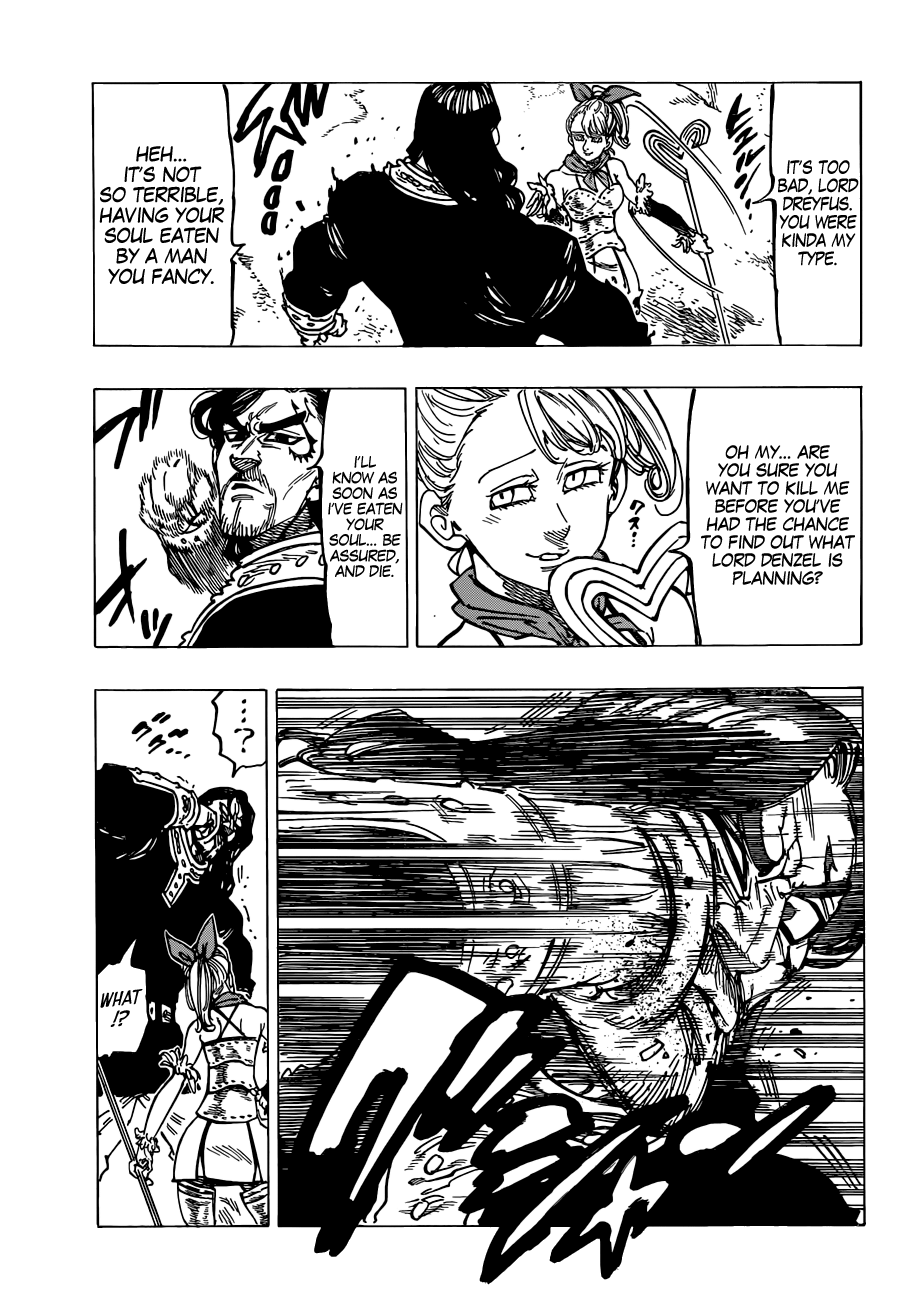 IT'S TOO
BAD, LORD
DREYFUS.
YOU WERE
KINDA MY
TYPE.
HEH...
IT'S NOT
SO TERRIBLE,
HAVING YOUR
SOUL EATEN
BY A MAN
YOU FANCY.
OH MY... ARE
YOU SURE YOU
WANT TO KILL ME
BEFORE YOU'VE
HAD THE CHANCE
TO FIND OUT WHAT
LORD DENZEL IS
PLANNING?
クス…
I'LL
KNOW AS
SOON AS
I'VE EATEN
YOUR
SOUL... BE
ASSURED,
AND DIE.
…?
WHAT
!?